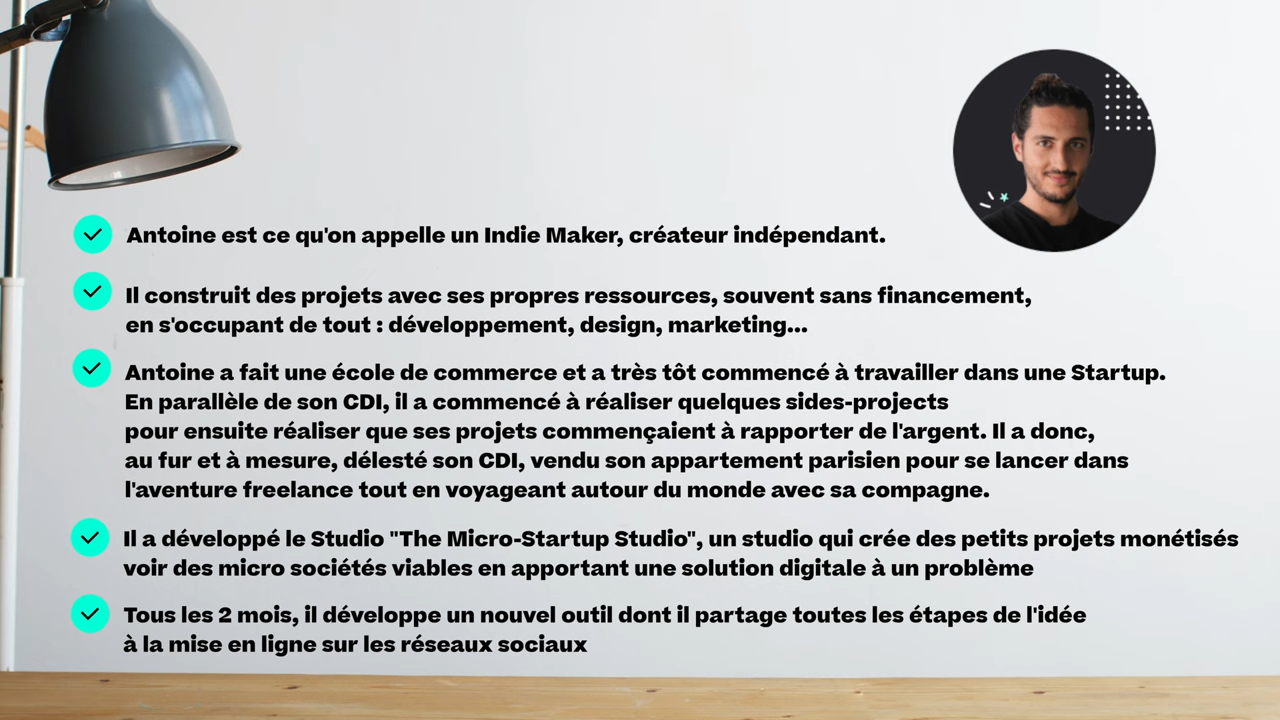 Antoine est ce qu'on appelle un Indie Maker, créateur indépendant.
Il construit des projets avec ses propres ressources, souvent sans financement,
en s'occupant de tout : développement, design, marketing...
Antoine a fait une école de commerce et a très tôt commencé à travailler dans une Startup.
En parallèle de son CDI, il a commencé à réaliser quelques sides-projects
pour ensuite réaliser que ses projets commençaient à rapporter de l'argent. Il a donc,
au fur et à mesure, délesté son CDI, vendu son appartement parisien pour se lancer dans
l'aventure freelance tout en voyageant autour du monde avec sa compagne.
Il a développé le Studio "The Micro-Startup Studio", un studio qui crée des petits projets monétisés
voir des micro sociétés viables en apportant une solution digitale à un problème
Tous les 2 mois, il développe un nouvel outil dont il partage toutes les étapes de l'idée
à la mise en ligne sur les réseaux sociaux